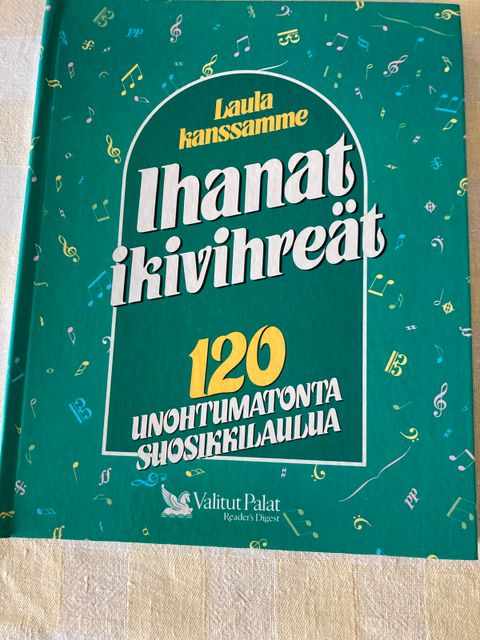 Laula
kanssamme
Ihanat
ikivihreät
120
UNOHTUMATONTA
SUOSIKKILAULUA
Valitut Palat
Reader's Digest